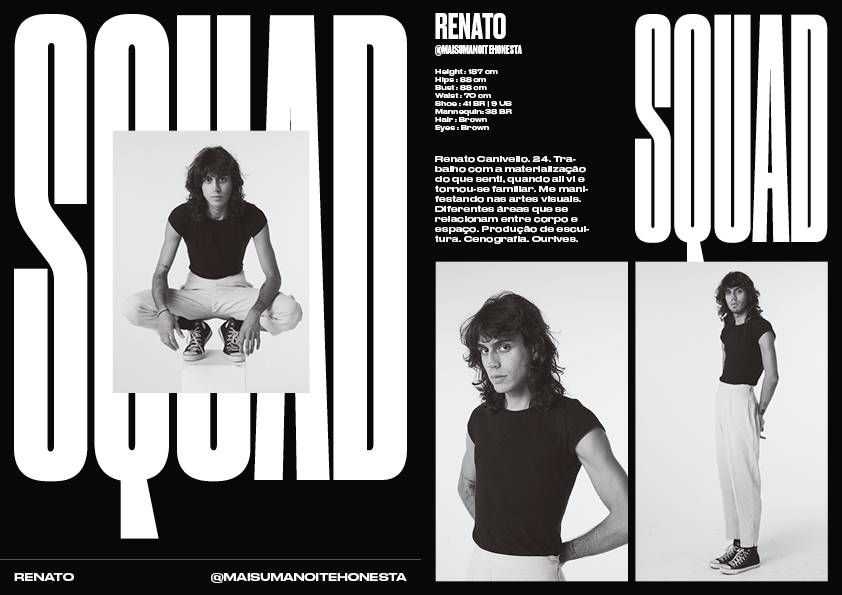 SQUAD
RENATO
@MAISUMANOITEHONESTA
RENATO
@MAISUMANOITEHONESTA
Height : 187 cm
Hips : 88 cm
Bust : 88 cm
Waist : 70 cm
Shoe : 41 BR | 9 US
Mannequin: 38 BR
Hair : Brown
Eyes : Brown
Renato Canivello. 24. Tra-
balho com a materialização
do que senti, quando ali vi e
tornou-se familiar. Me mani-
festando nas artes visuais.
Diferentes áreas que se
relacionam entre corpo e
espaço. Produção de escul-
tura. Cenografia. Ourives.
SQUAD